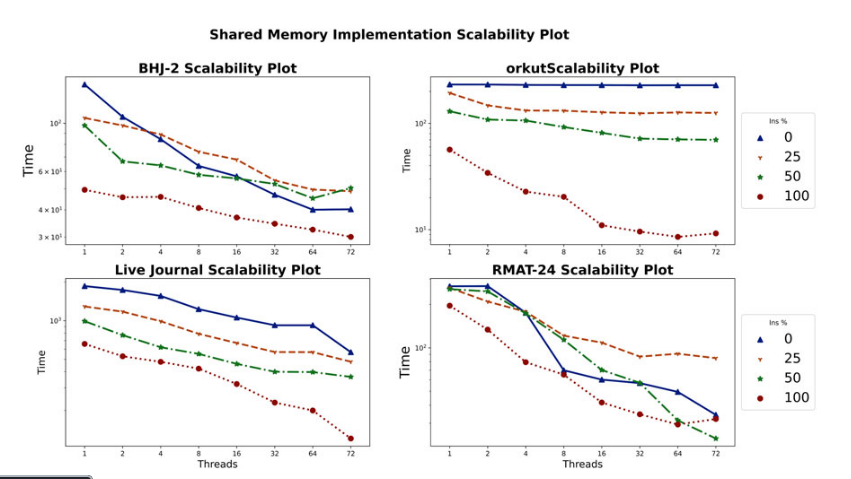 Shared Memory Implementation Scalability Plot
BHJ-2 Scalability Plot
Time
10²
6 × 10¹
4 × 10¹
3 × 10¹
1 2 4 8 16 32 64 72
orkutScalability Plot
Time
10²
10¹
1 2 4 8 16 32 64 72
Ins %
0
25
50
100
Live Journal Scalability Plot
Time
10³
1 2 4 8 16 32 64 72
Threads
RMAT-24 Scalability Plot
Time
10²
1 2 4 8 16 32 64 72
Threads
Ins %
0
25
50
100